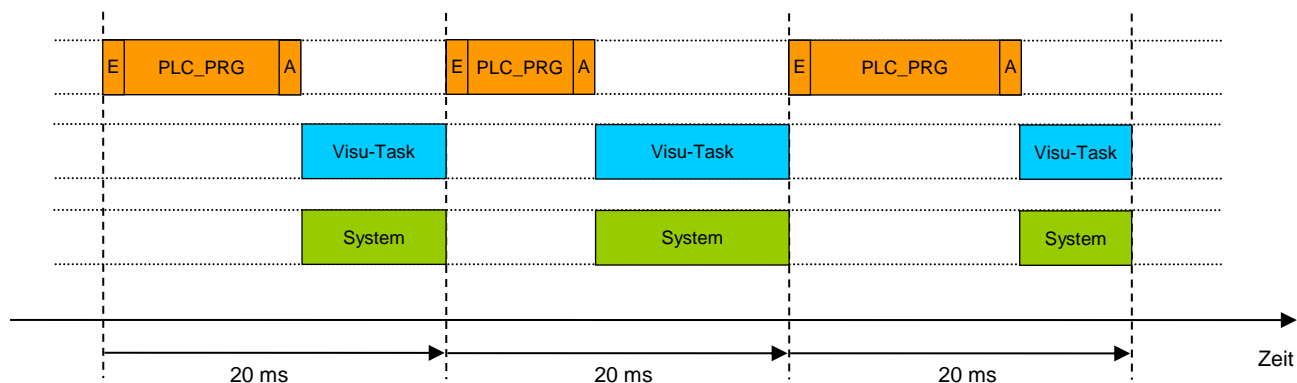 E PLC_PRG A E PLC_PRG A E PLC_PRG A
Visu-Task Visu-Task Visu-Task
System System System
Zeit
20 ms 20 ms 20 ms